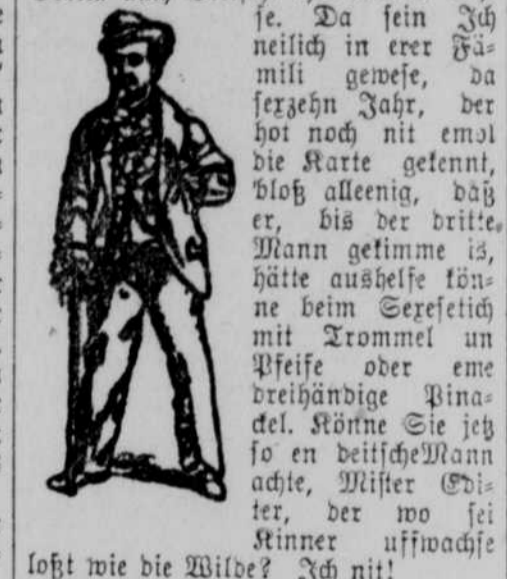 se. Da sein Ich
neilich in erer Fä=
mili gewese, da
sexzehn Jahr, der
hot noch nit emol
die Karte gekennt,
bloß alleenig, däß
er, bis der dritte
Mann gekimme is,
hätte aushelfe kön=
ne beim Sexesetich
mit Trommel un
Pfeife oder eme
dreihändige Pina=
ckel. Könne Sie jetz
so en deitsche Mann
achte, Mister Edi=
ter, der wo sei
Kinner uffwachse
loßt wie die Wilde? Ich nit!